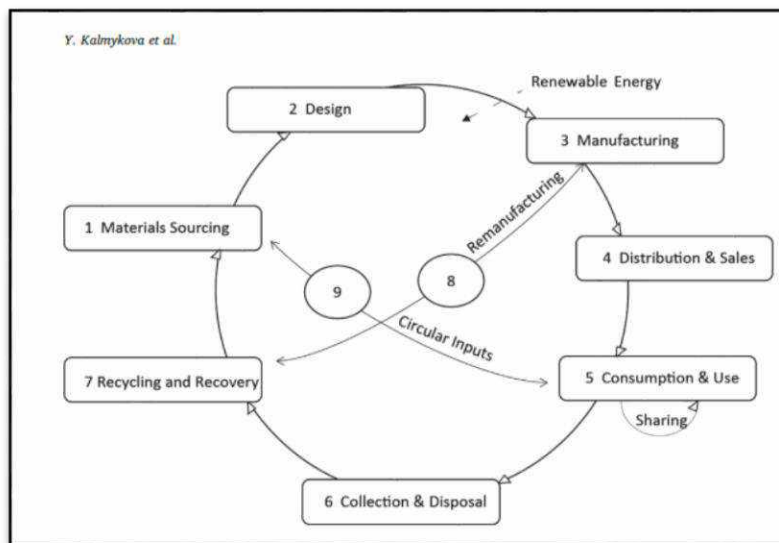 Y. Kalmykova et al.
Renewable Energy
2 Design
3 Manufacturing
Remanufacturing
1 Materials Sourcing
4 Distribution & Sales
9
8
Circular Inputs
7 Recycling and Recovery
5 Consumption & Use
Sharing
6 Collection & Disposal